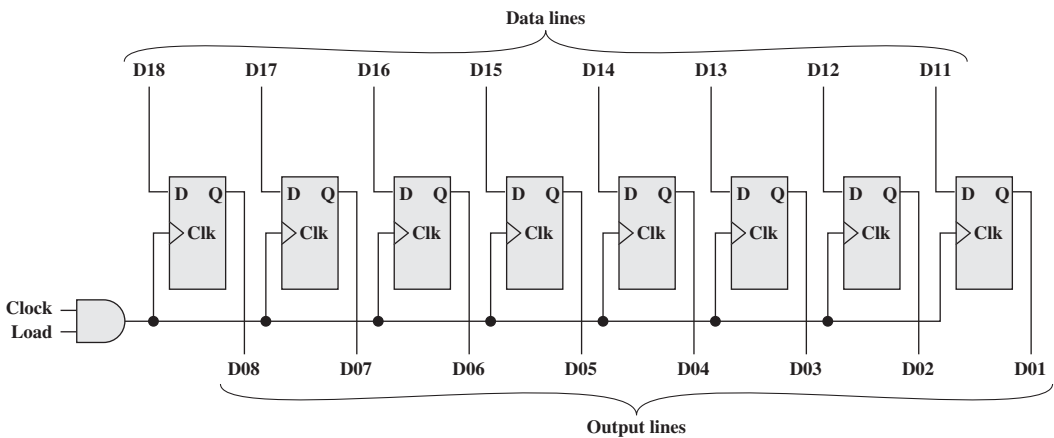 Data lines
D18 D17 D16 D15 D14 D13 D12 D11
D Q D Q D Q D Q D Q D Q D Q D Q
Clk Clk Clk Clk Clk Clk Clk Clk
Clock
Load
D08 D07 D06 D05 D04 D03 D02 D01
Output lines